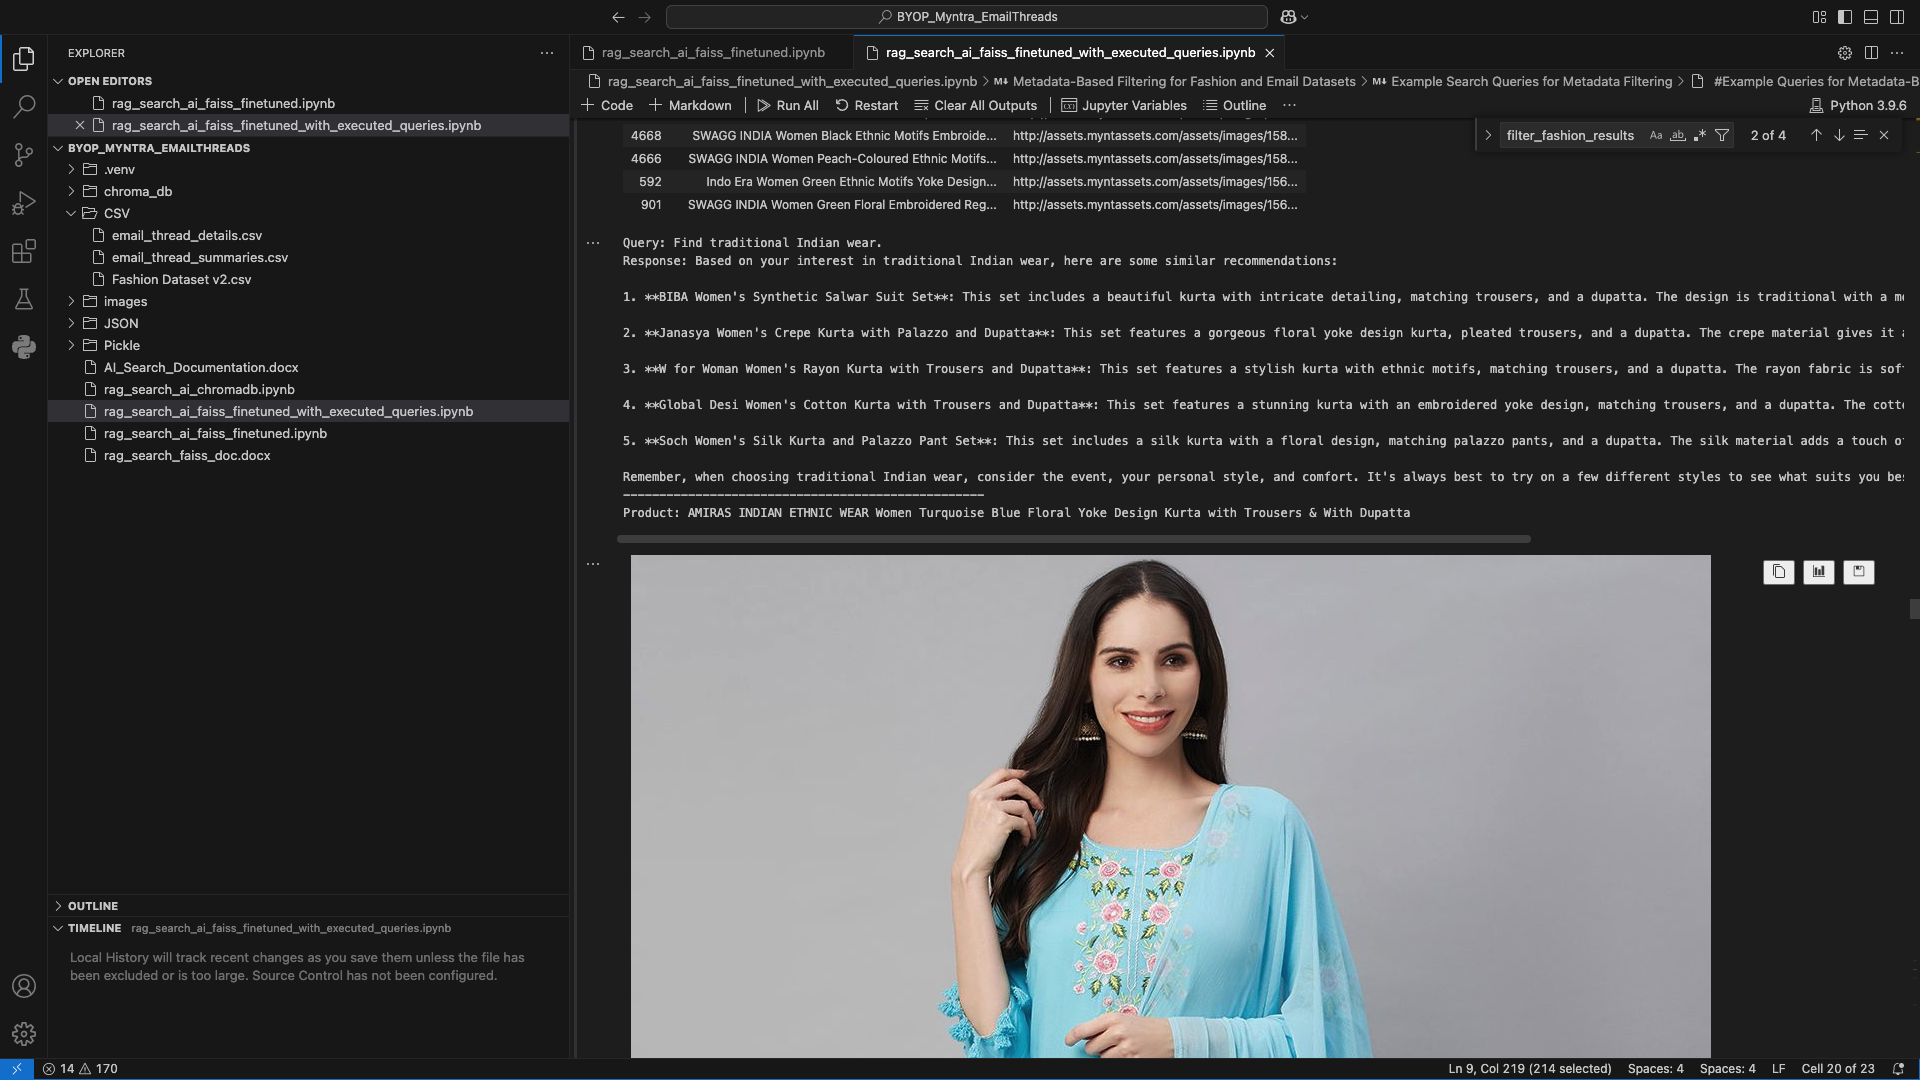 BYOP_Myntra_EmailThreads
EXPLORER
OPEN EDITORS
rag_search_ai_faiss_finetuned.ipynb
rag_search_ai_faiss_finetuned_with_executed_queries.ipynb
BYOP_MYNTRA_EMAILTHREADS
.venv
chroma_db
CSV
email_thread_details.csv
email_thread_summaries.csv
Fashion Dataset v2.csv
images
JSON
Pickle
AI_Search_Documentation.docx
rag_search_ai_chromadb.ipynb
rag_search_ai_faiss_finetuned_with_executed_queries.ipynb
rag_search_ai_faiss_finetuned.ipynb
rag_search_faiss_doc.docx
OUTLINE
TIMELINE rag_search_ai_faiss_finetuned_with_executed_queries.ipynb
Local History will track recent changes as you save them unless the file has
been excluded or is too large. Source Control has not been configured.
rag_search_ai_faiss_finetuned.ipynb rag_search_ai_faiss_finetuned_with_executed_queries.ipynb
rag_search_ai_faiss_finetuned_with_executed_queries.ipynb > M↓ Metadata-Based Filtering for Fashion and Email Datasets > M↓ Example Search Queries for Metadata Filtering > #Example Queries for Metadata-B
+ Code + Markdown Run All Restart Clear All Outputs Jupyter Variables Outline ... Python 3.9.6
filter_fashion_results Aa ab .* 2 of 4
4668 SWAGG INDIA Women Black Ethnic Motifs Embroide... http://assets.myntassets.com/assets/images/158...
4666 SWAGG INDIA Women Peach-Coloured Ethnic Motifs... http://assets.myntassets.com/assets/images/158...
592 Indo Era Women Green Ethnic Motifs Yoke Design... http://assets.myntassets.com/assets/images/156...
901 SWAGG INDIA Women Green Floral Embroidered Reg... http://assets.myntassets.com/assets/images/156...
Query: Find traditional Indian wear.
Response: Based on your interest in traditional Indian wear, here are some similar recommendations:
1. **BIBA Women's Synthetic Salwar Suit Set**: This set includes a beautiful kurta with intricate detailing, matching trousers, and a dupatta. The design is traditional with a
2. **Janasya Women's Crepe Kurta with Palazzo and Dupatta**: This set features a gorgeous floral yoke design kurta, pleated trousers, and a dupatta. The crepe material gives it
3. **W for Woman Women's Rayon Kurta with Trousers and Dupatta**: This set features a stylish kurta with ethnic motifs, matching trousers, and a dupatta. The rayon fabric is
4. **Global Desi Women's Cotton Kurta with Trousers and Dupatta**: This set features a stunning kurta with an embroidered yoke design, matching trousers, and a dupatta. The
5. **Soch Women's Silk Kurta and Palazzo Pant Set**: This set includes a silk kurta with a floral design, matching palazzo pants, and a dupatta. The silk material adds a touch
Remember, when choosing traditional Indian wear, consider the event, your personal style, and comfort. It's always best to try on a few different styles to see what suits you
--------------------------------------------------
Product: AMIRAS INDIAN ETHNIC WEAR Women Turquoise Blue Floral Yoke Design Kurta with Trousers & With Dupatta
14 170
Ln 9, Col 219 (214 selected) Spaces: 4 Spaces: 4 LF Cell 20 of 23